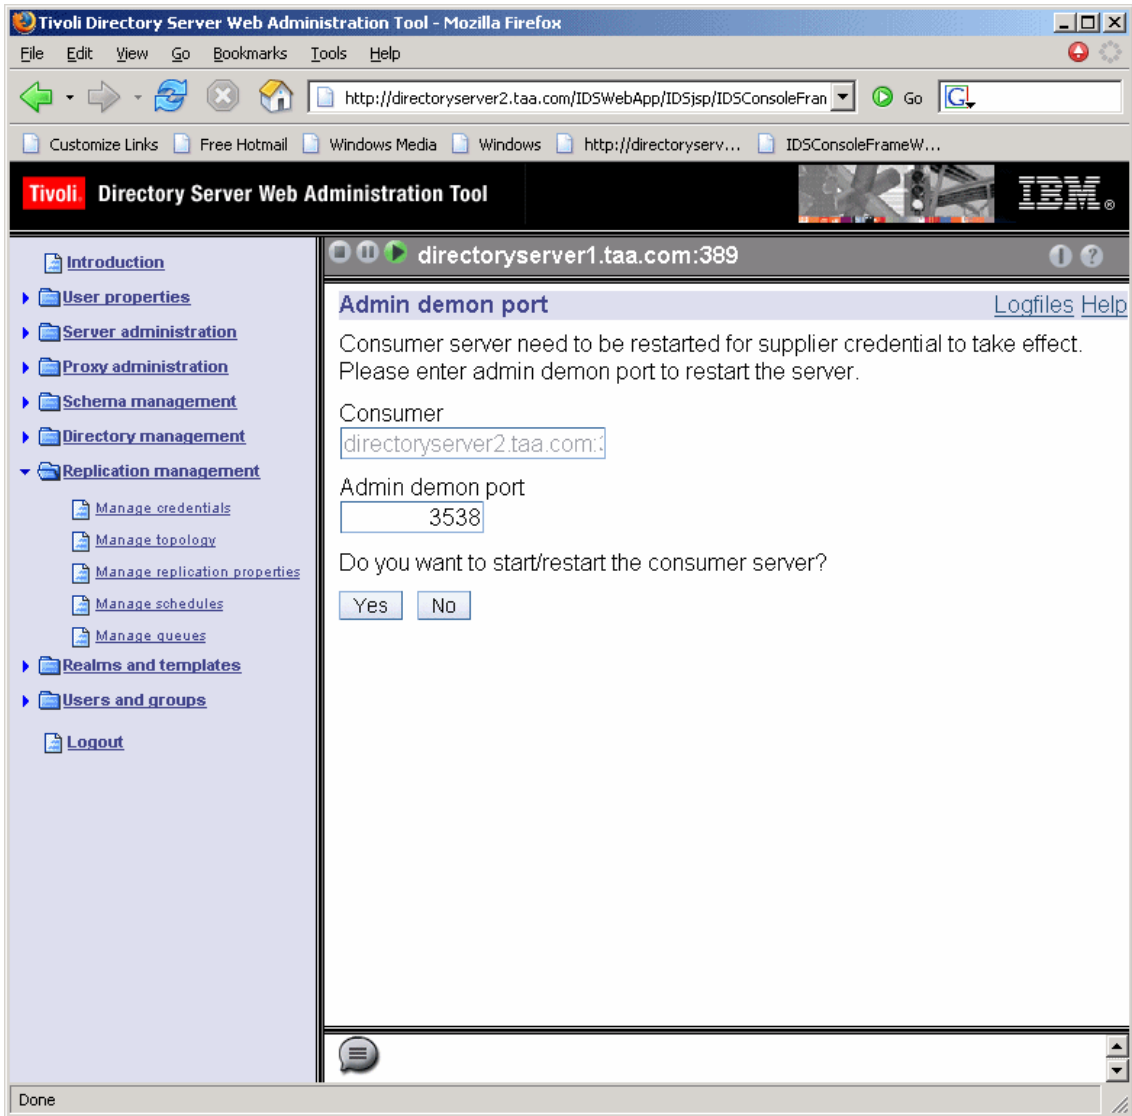 Tivoli Directory Server Web Administration Tool - Mozilla Firefox
File Edit View Go Bookmarks Tools Help
http://directoryserver2.taa.com/IDSWebApp/IDSjsp/IDSConsoleFran Go G
Customize Links Free Hotmail Windows Media Windows http://directoryserv... IDSConsoleFrameW...
Tivoli. Directory Server Web Administration Tool IBM®
Introduction
User properties
Server administration
Proxy administration
Schema management
Directory management
Replication management
Manage credentials
Manage topology
Manage replication properties
Manage schedules
Manage queues
Realms and templates
Users and groups
Logout
directoryserver1.taa.com:389 ?
Admin demon port Logfiles Help
Consumer server need to be restarted for supplier credential to take effect.
Please enter admin demon port to restart the server.
Consumer
directoryserver2.taa.com:
Admin demon port
3538
Do you want to start/restart the consumer server?
Yes No
Done